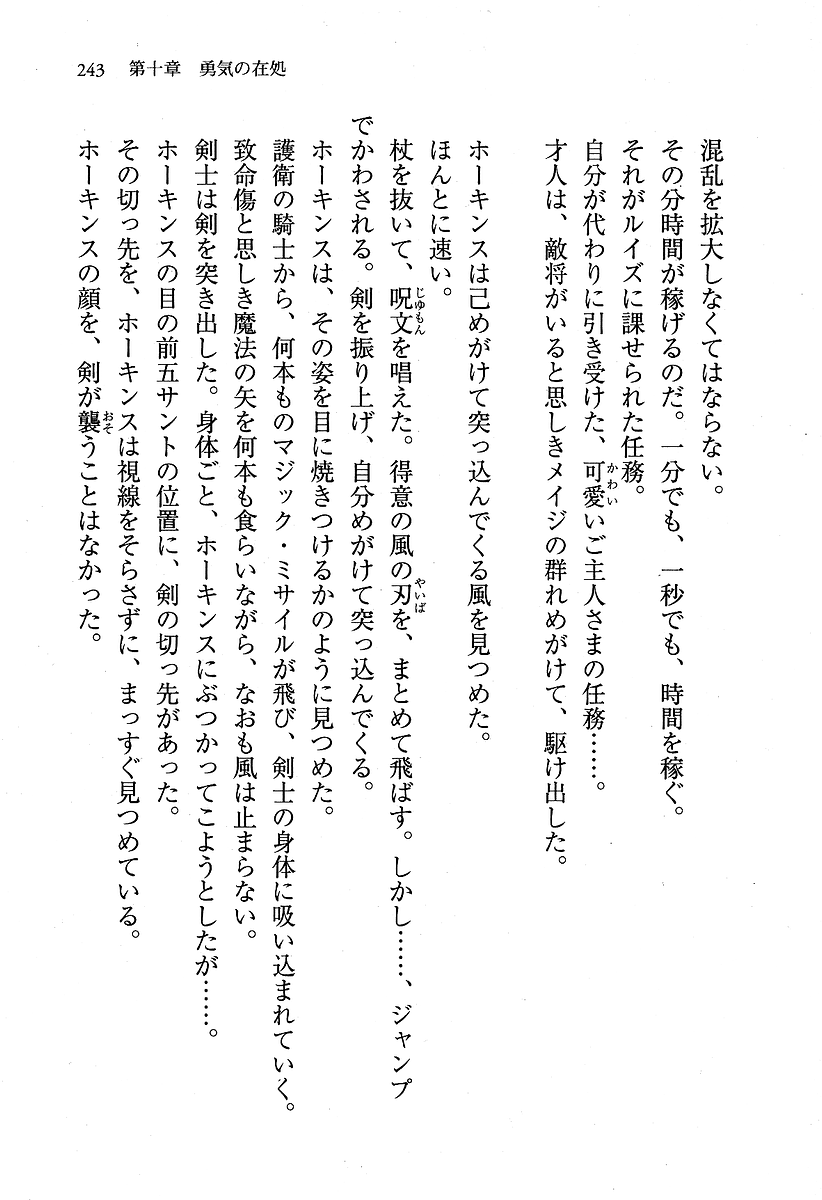 243　第十章　勇気の在処
混乱を拡大しなくてはならない。
その分時間が稼げるのだ。一分でも、一秒でも、時間を稼ぐ。
それがルイズに課せられた任務。
自分が代わりに引き受けた、可愛いご主人さまの任務……。
才人は、敵将がいると思しきメイジの群れめがけて、駆け出した。
ホーキンスは己めがけて突っ込んでくる風を見つめた。
ほんとに速い。
杖を抜いて、呪文を唱えた。得意の風の刃を、まとめて飛ばす。しかし……、ジャンプ
でかわされる。剣を振り上げ、自分めがけて突っ込んでくる。
ホーキンスは、その姿を目に焼きつけるかのように見つめた。
護衛の騎士から、何本ものマジック・ミサイルが飛び、剣士の身体に吸い込まれていく。
致命傷と思しき魔法の矢を何本も食らいながら、なおも風は止まらない。
剣士は剣を突き出した。身体ごと、ホーキンスにぶつかってこようとしたが……。
ホーキンスの目の前五サントの位置に、剣の切っ先があった。
その切っ先を、ホーキンスは視線をそらさずに、まっすぐ見つめている。
ホーキンスの顔を、剣が襲うことはなかった。